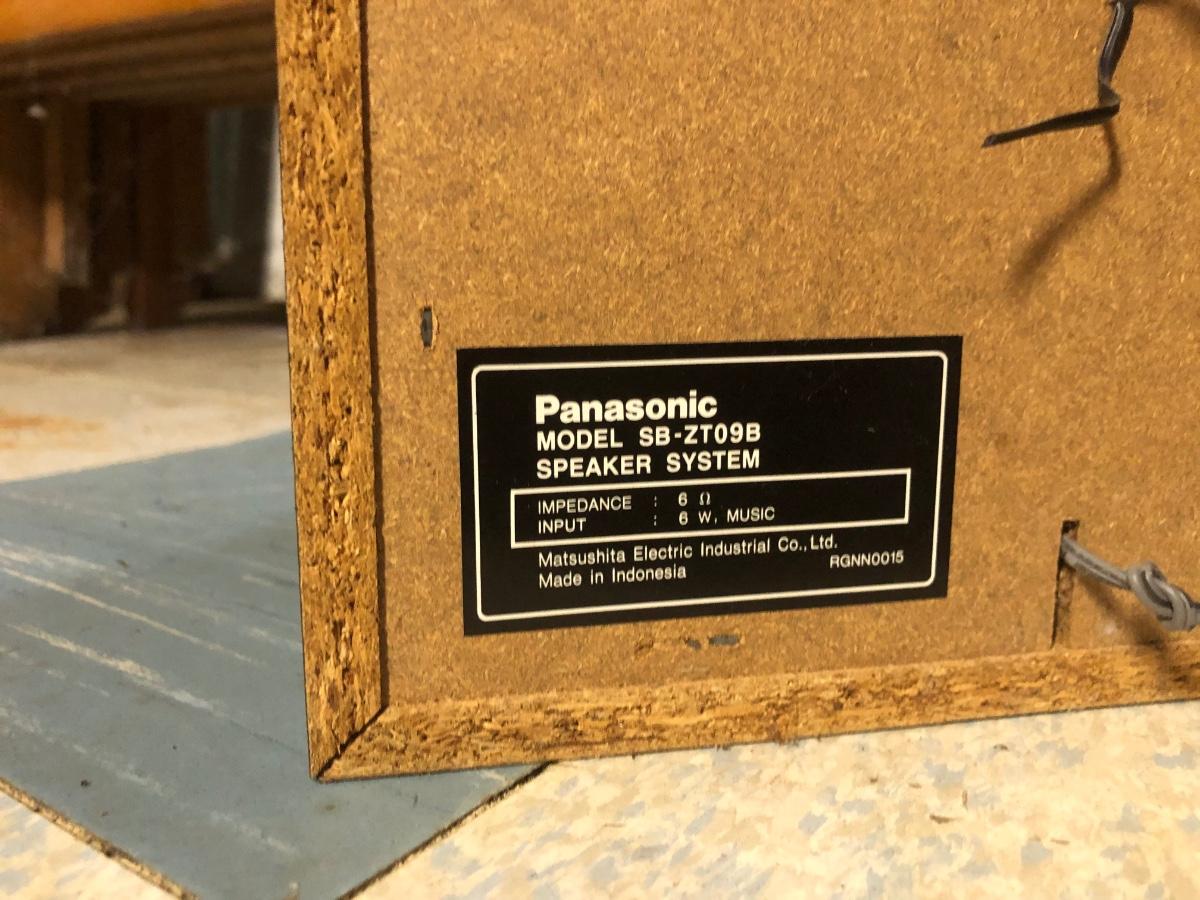 Panasonic
MODEL SB-ZT09B
SPEAKER SYSTEM
IMPEDANCE : 6 Ω
INPUT : 6 W, MUSIC
Matsushita Electric Industrial Co., Ltd.
Made in Indonesia RGNN0015